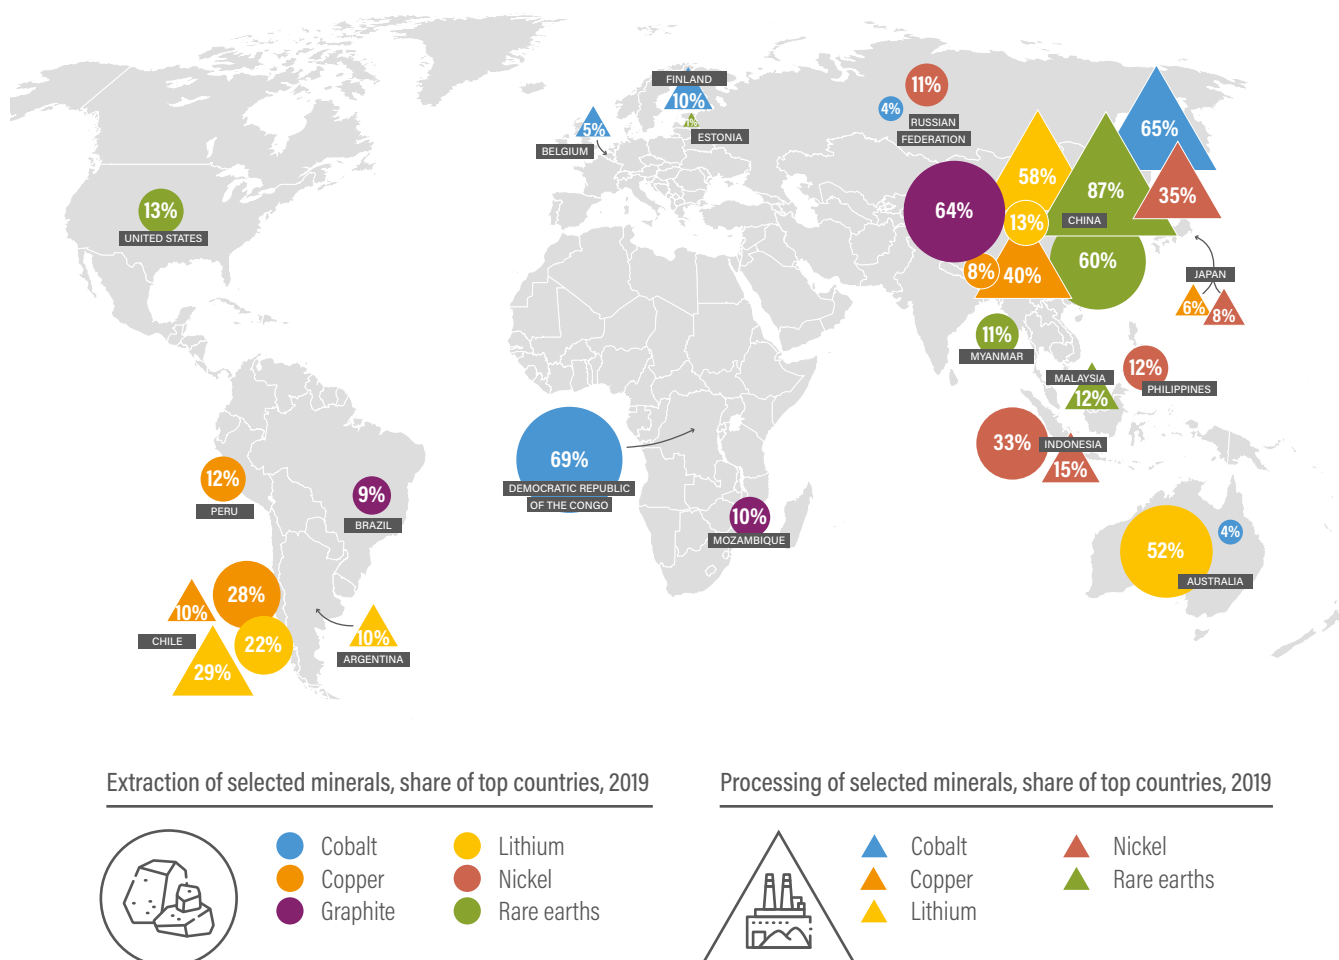 FINLAND
10%
1%
ESTONIA
5%
BELGIUM
11%
4%
RUSSIAN
FEDERATION
65%
58%
87%
35%
64%
13%
CHINA
8%
40%
60%
JAPAN
6%
8%
13%
UNITED STATES
11%
MYANMAR
MALAYSIA
12%
12%
PHILIPPINES
33%
INDONESIA
15%
69%
DEMOCRATIC REPUBLIC
OF THE CONGO
10%
MOZAMBIQUE
12%
PERU
9%
BRAZIL
52%
4%
AUSTRALIA
28%
10%
CHILE
22%
29%
10%
ARGENTINA
Extraction of selected minerals, share of top countries, 2019
Cobalt
Lithium
Copper
Nickel
Graphite
Rare earths
Processing of selected minerals, share of top countries, 2019
Cobalt
Nickel
Copper
Rare earths
Lithium